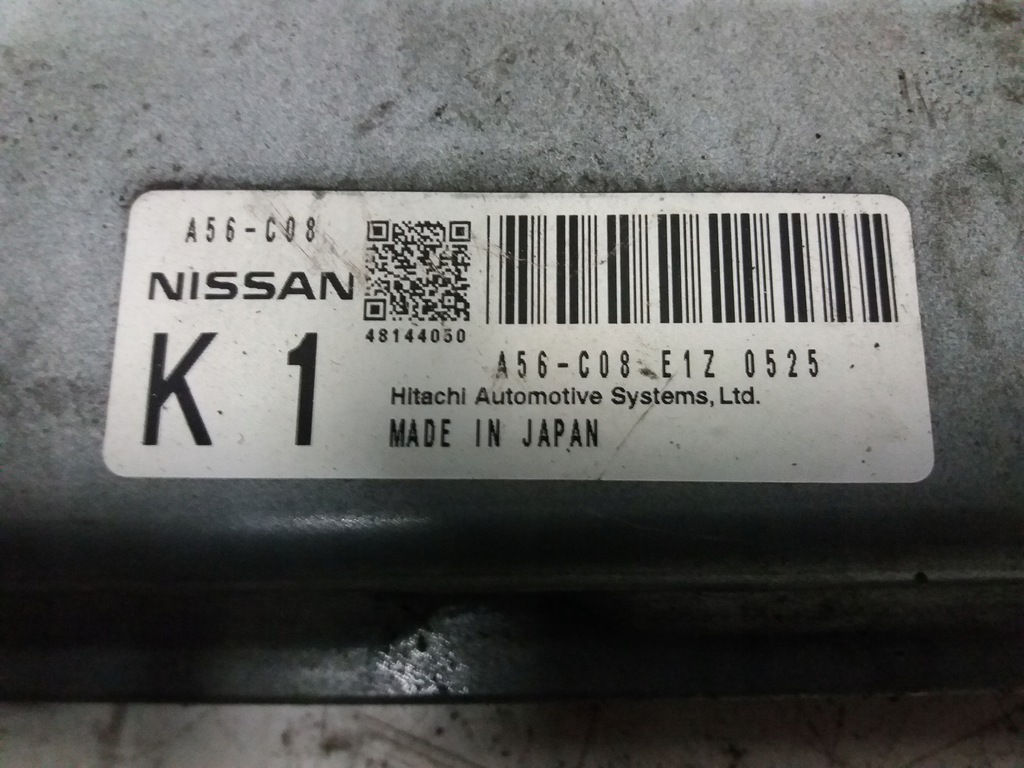 A56-C08
NISSAN
K 1
48144050
A56-C08 E1Z 0525
Hitachi Automotive Systems, Ltd.
MADE IN JAPAN